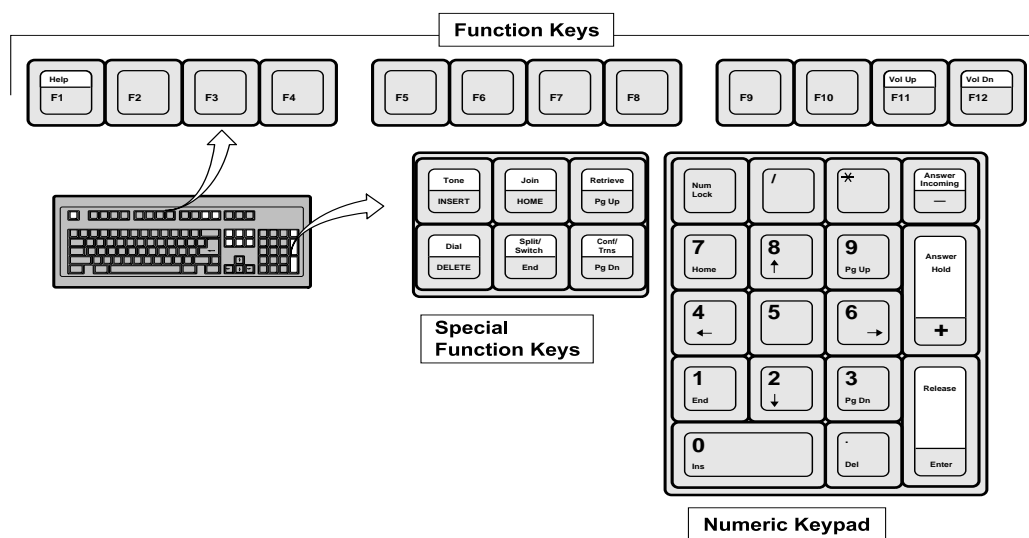 Function Keys
Help
F1
F2
F3
F4
F5
F6
F7
F8
F9
F10
Vol Up
F11
Vol Dn
F12
Tone
INSERT
Join
HOME
Retrieve
Pg Up
Dial
DELETE
Split/
Switch
End
Conf/
Trns
Pg Dn
Special
Function Keys
Num
Lock
/
*
Answer
Incoming
—
7
Home
8
↑
9
Pg Up
Answer
Hold
+
4
←
5
6
→
1
End
2
↓
3
Pg Dn
Release
Enter
0
Ins
.
Del
Numeric Keypad